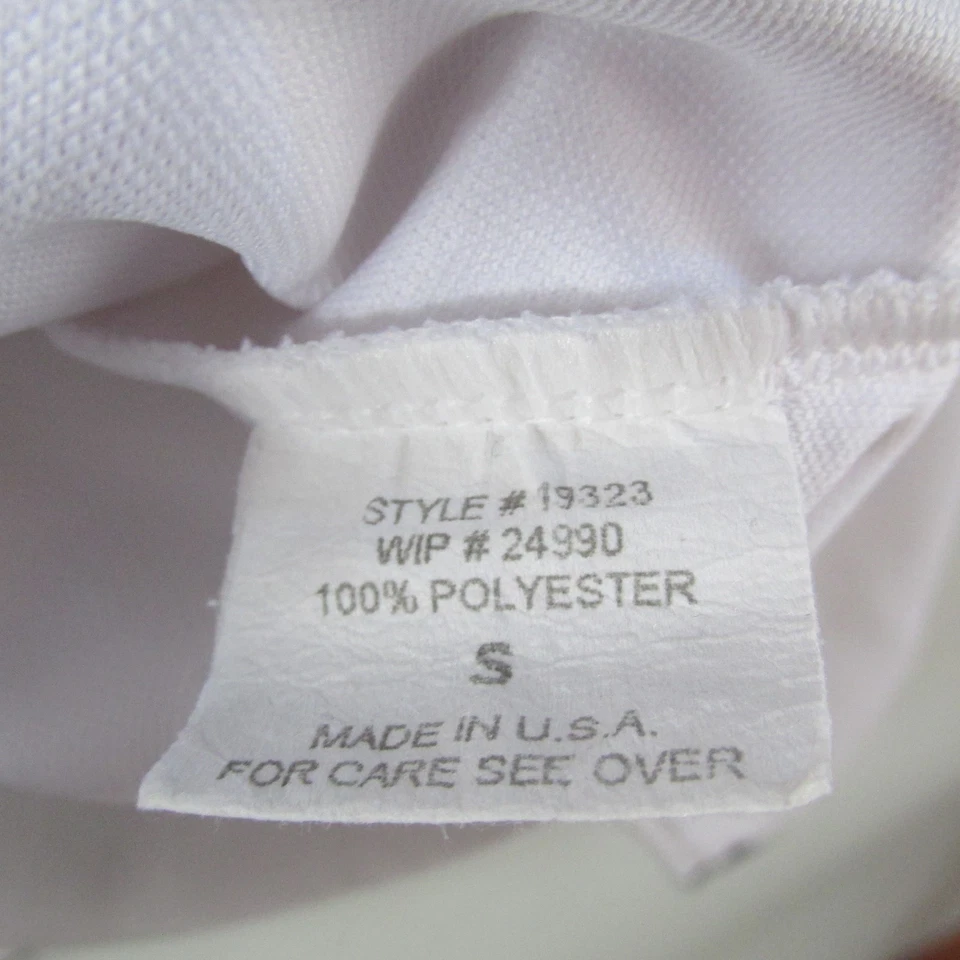 STYLE # 19323
WIP # 24990
100% POLYESTER
S
MADE IN U.S.A.
FOR CARE SEE OVER